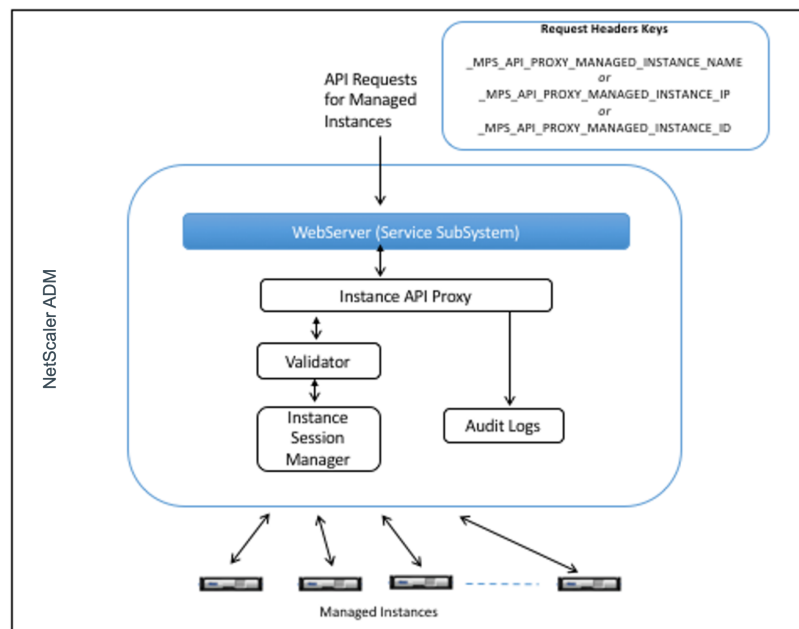 Request Headers Keys
_MPS_API_PROXY_MANAGED_INSTANCE_NAME
or
_MPS_API_PROXY_MANAGED_INSTANCE_IP
or
_MPS_API_PROXY_MANAGED_INSTANCE_ID
API Requests
for Managed
Instances
WebServer (Service SubSystem)
Instance API Proxy
Validator
Instance
Session
Manager
Audit Logs
NetScaler ADM
Managed Instances